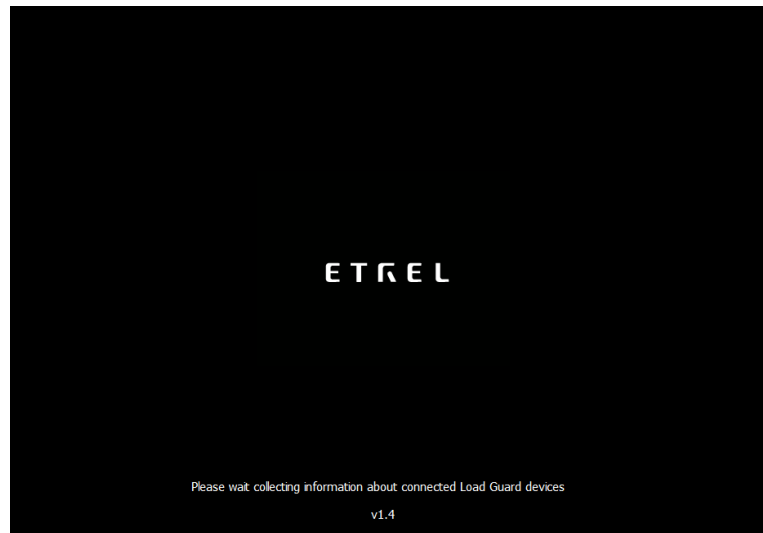 ETREL
Please wait collecting information about connected Load Guard devices
v1.4